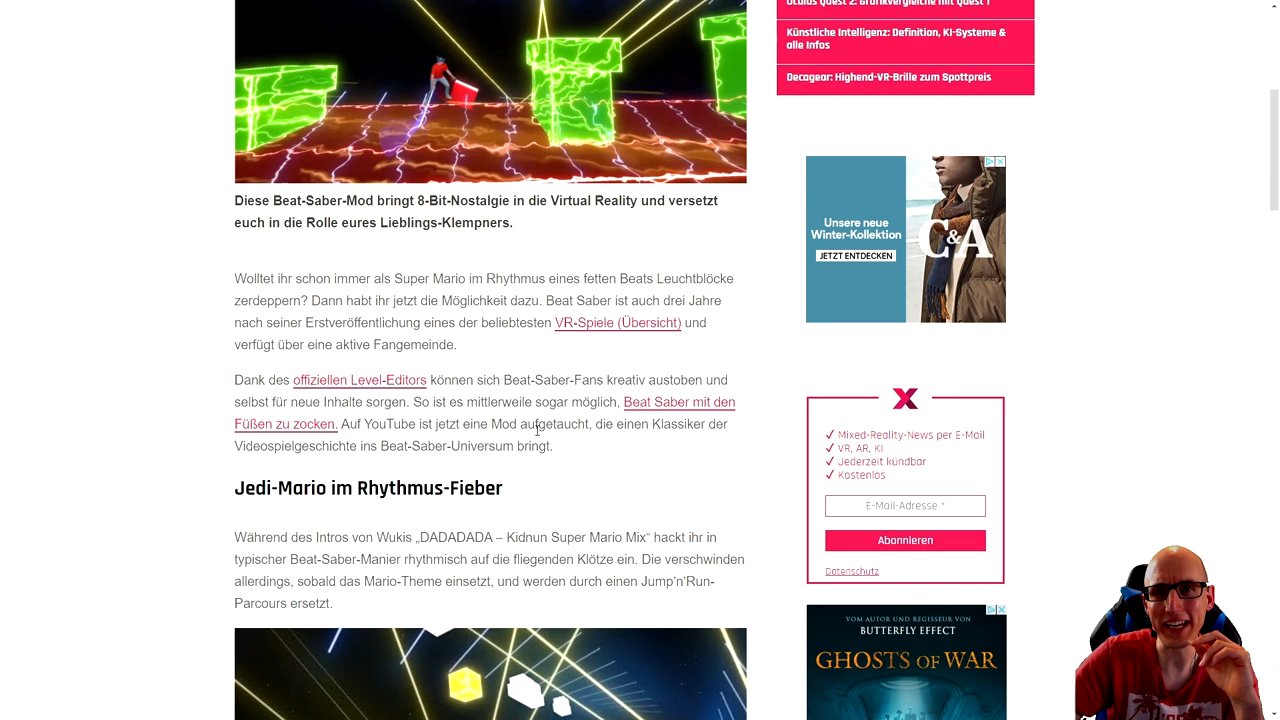 Oculus Quest 2: Grafikvergleiche mit Quest 1
Künstliche Intelligenz: Definition, KI-Systeme &
alle Infos
Decagear: Highend-VR-Brille zum Spottpreis
Diese Beat-Saber-Mod bringt 8-Bit-Nostalgie in die Virtual Reality und versetzt
euch in die Rolle eures Lieblings-Klempners.
Wolltet ihr schon immer als Super Mario im Rhythmus eines fetten Beats Leuchtblöcke
zerdeppern? Dann habt ihr jetzt die Möglichkeit dazu. Beat Saber ist auch drei Jahre
nach seiner Erstveröffentlichung eines der beliebtesten VR-Spiele (Übersicht) und
verfügt über eine aktive Fangemeinde.
Dank des offiziellen Level-Editors können sich Beat-Saber-Fans kreativ austoben und
selbst für neue Inhalte sorgen. So ist es mittlerweile sogar möglich, Beat Saber mit den
Füßen zu zocken. Auf YouTube ist jetzt eine Mod aufgetaucht, die einen Klassiker der
Videospielgeschichte ins Beat-Saber-Universum bringt.
Jedi-Mario im Rhythmus-Fieber
Während des Intros von Wukis „DADADADA – Kidnun Super Mario Mix“ hackt ihr in
typischer Beat-Saber-Manier rhythmisch auf die fliegenden Klötze ein. Die verschwinden
allerdings, sobald das Mario-Theme einsetzt, und werden durch einen Jump’n’Run-
Parcours ersetzt.
Unsere neue
Winter-Kollektion
JETZT ENTDECKEN
C&A
Mixed-Reality-News per E-Mail
VR, AR, KI
Jederzeit kündbar
Kostenlos
E-Mail-Adresse *
Abonnieren
Datenschutz
VOM AUTOR UND REGISSEUR VON
BUTTERFLY EFFECT
GHOSTS OF WAR